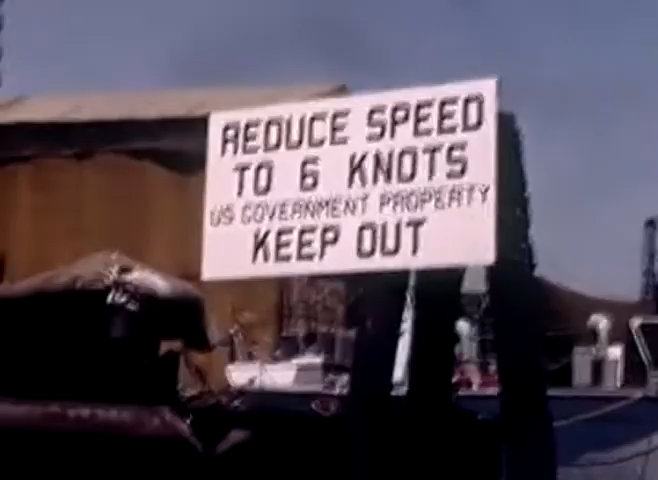 REDUCE SPEED
TO 6 KNOTS
US GOVERNMENT PROPERTY
KEEP OUT